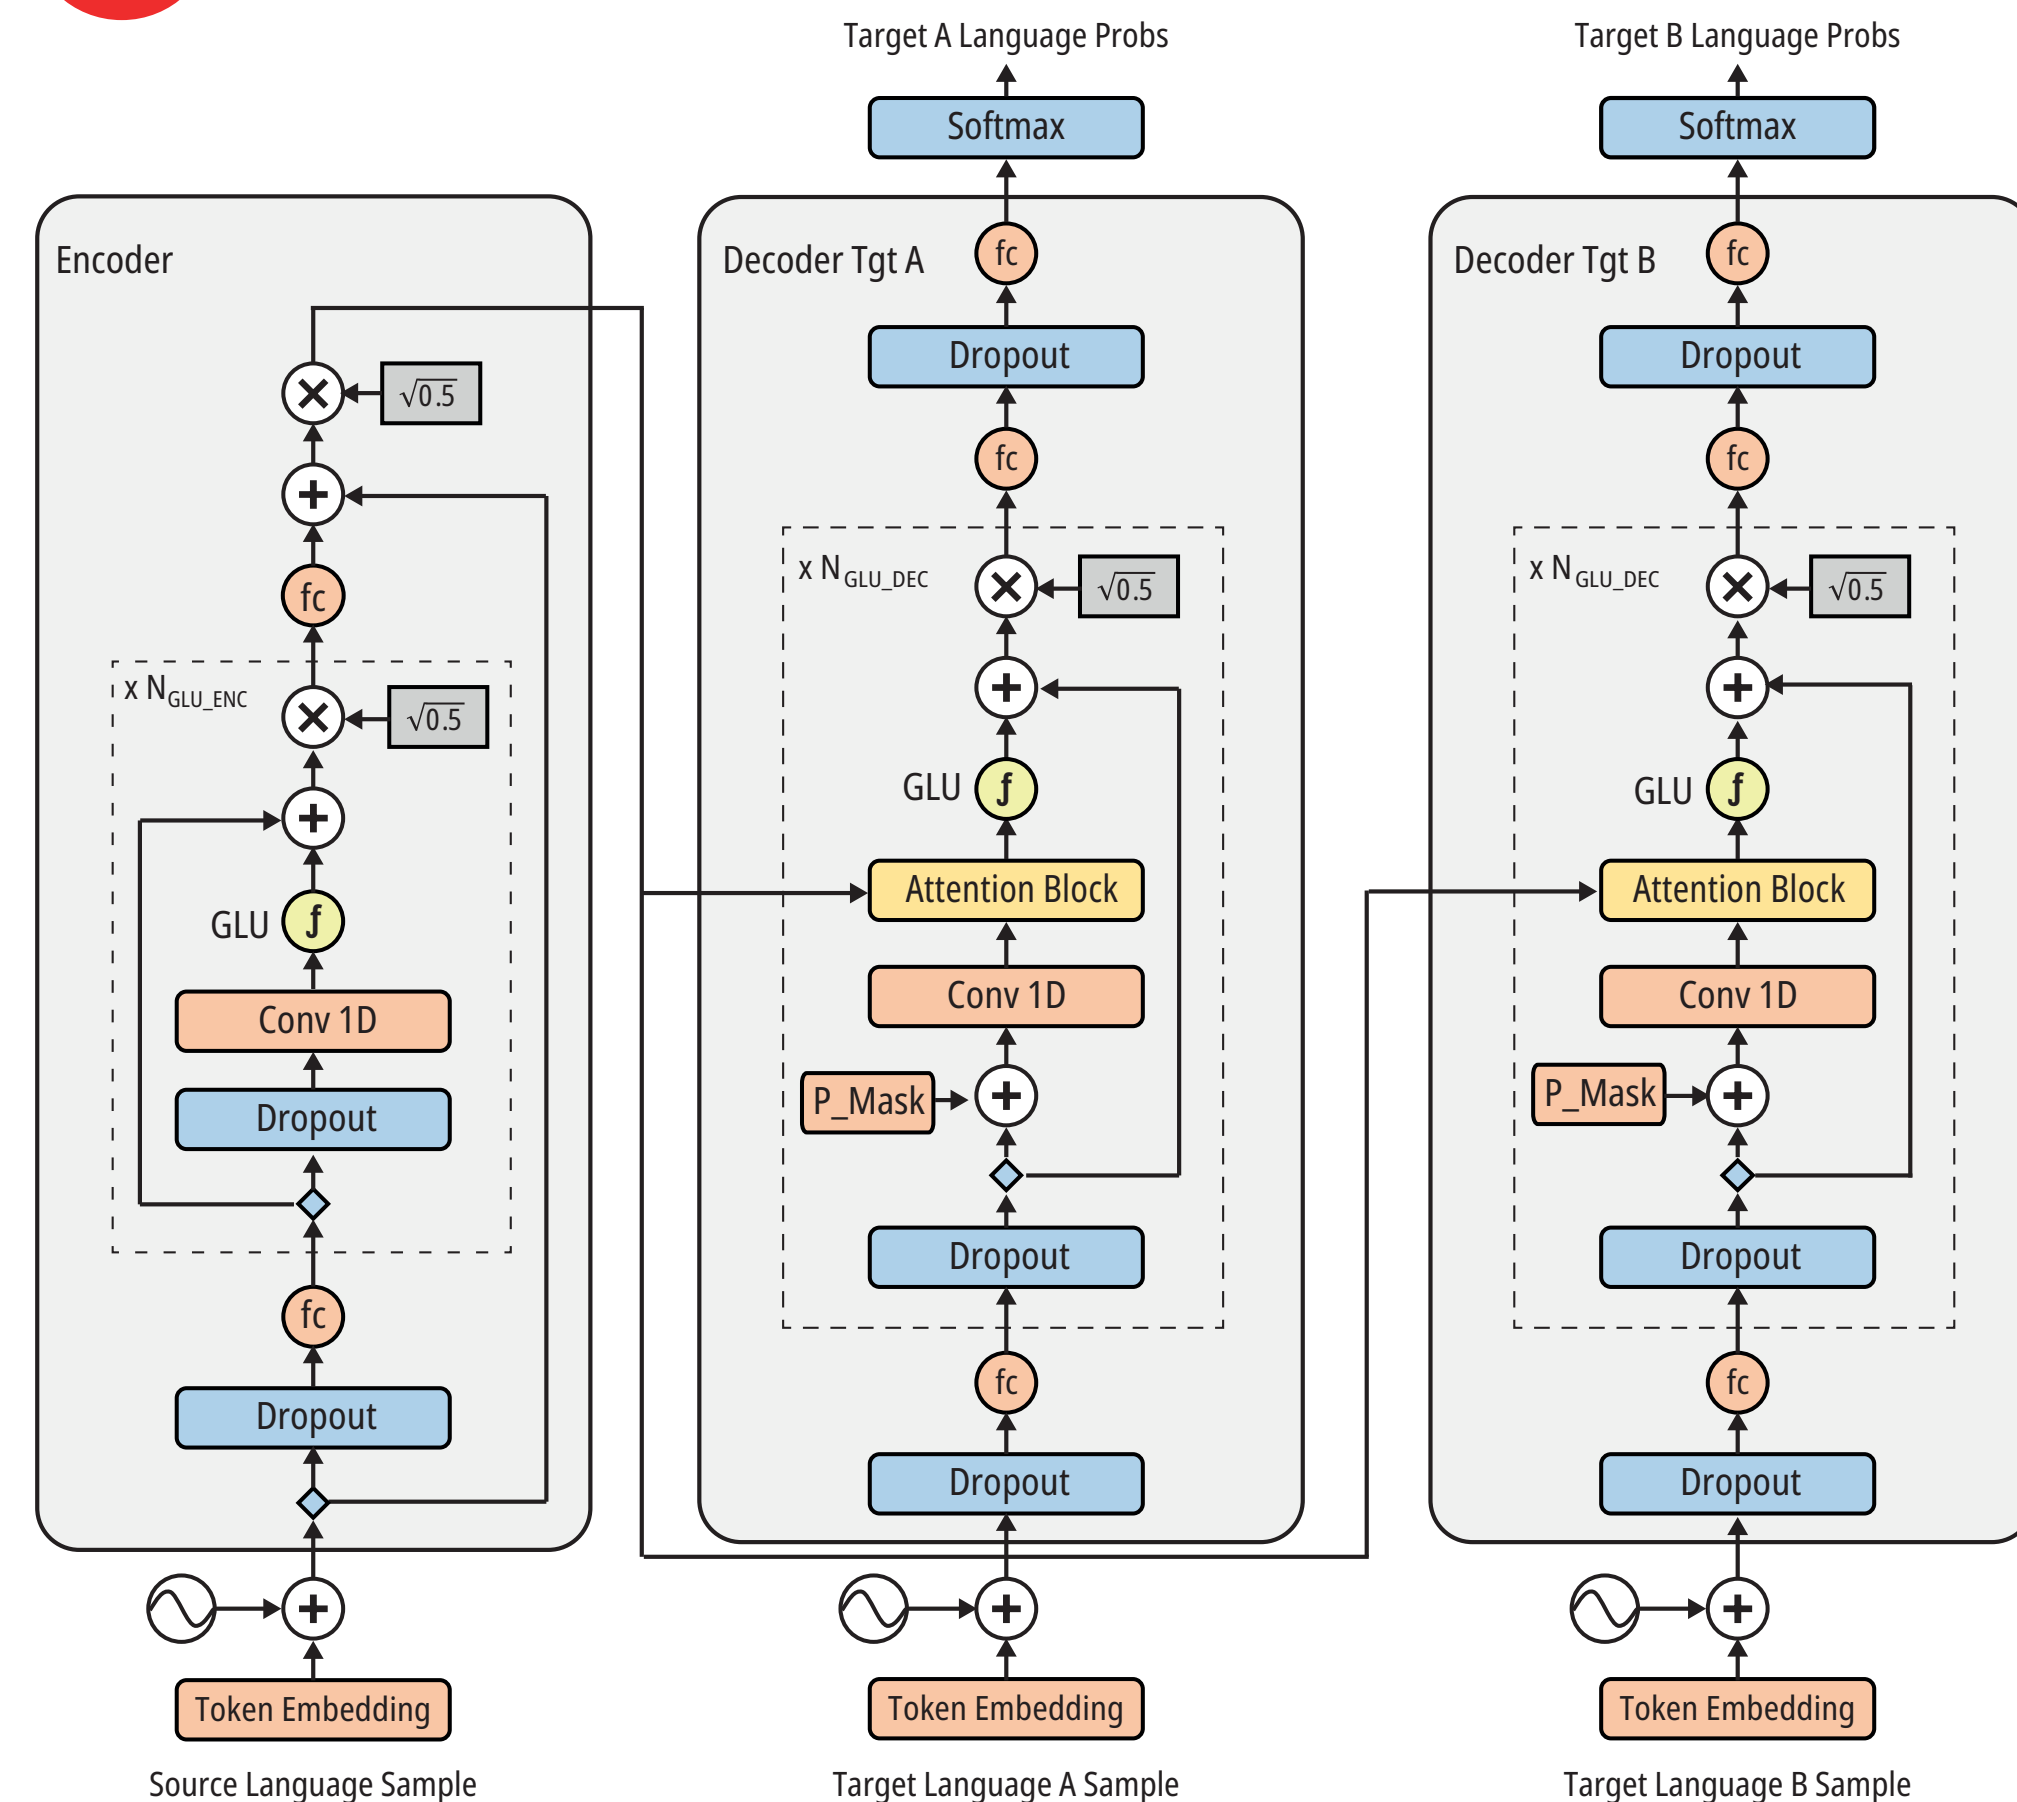 Target A Language Probs
Target B Language Probs
Softmax
Softmax
Encoder
√0.5
fc
x N GLU_ENC
√0.5
GLU
ƒ
Conv 1D
Dropout
fc
Dropout
Token Embedding
Source Language Sample
Decoder Tgt A
fc
Dropout
fc
x N GLU_DEC
√0.5
GLU
ƒ
Attention Block
Conv 1D
P_Mask
Dropout
fc
Dropout
Token Embedding
Target Language A Sample
Decoder Tgt B
fc
Dropout
fc
x N GLU_DEC
√0.5
GLU
ƒ
Attention Block
Conv 1D
P_Mask
Dropout
fc
Dropout
Token Embedding
Target Language B Sample